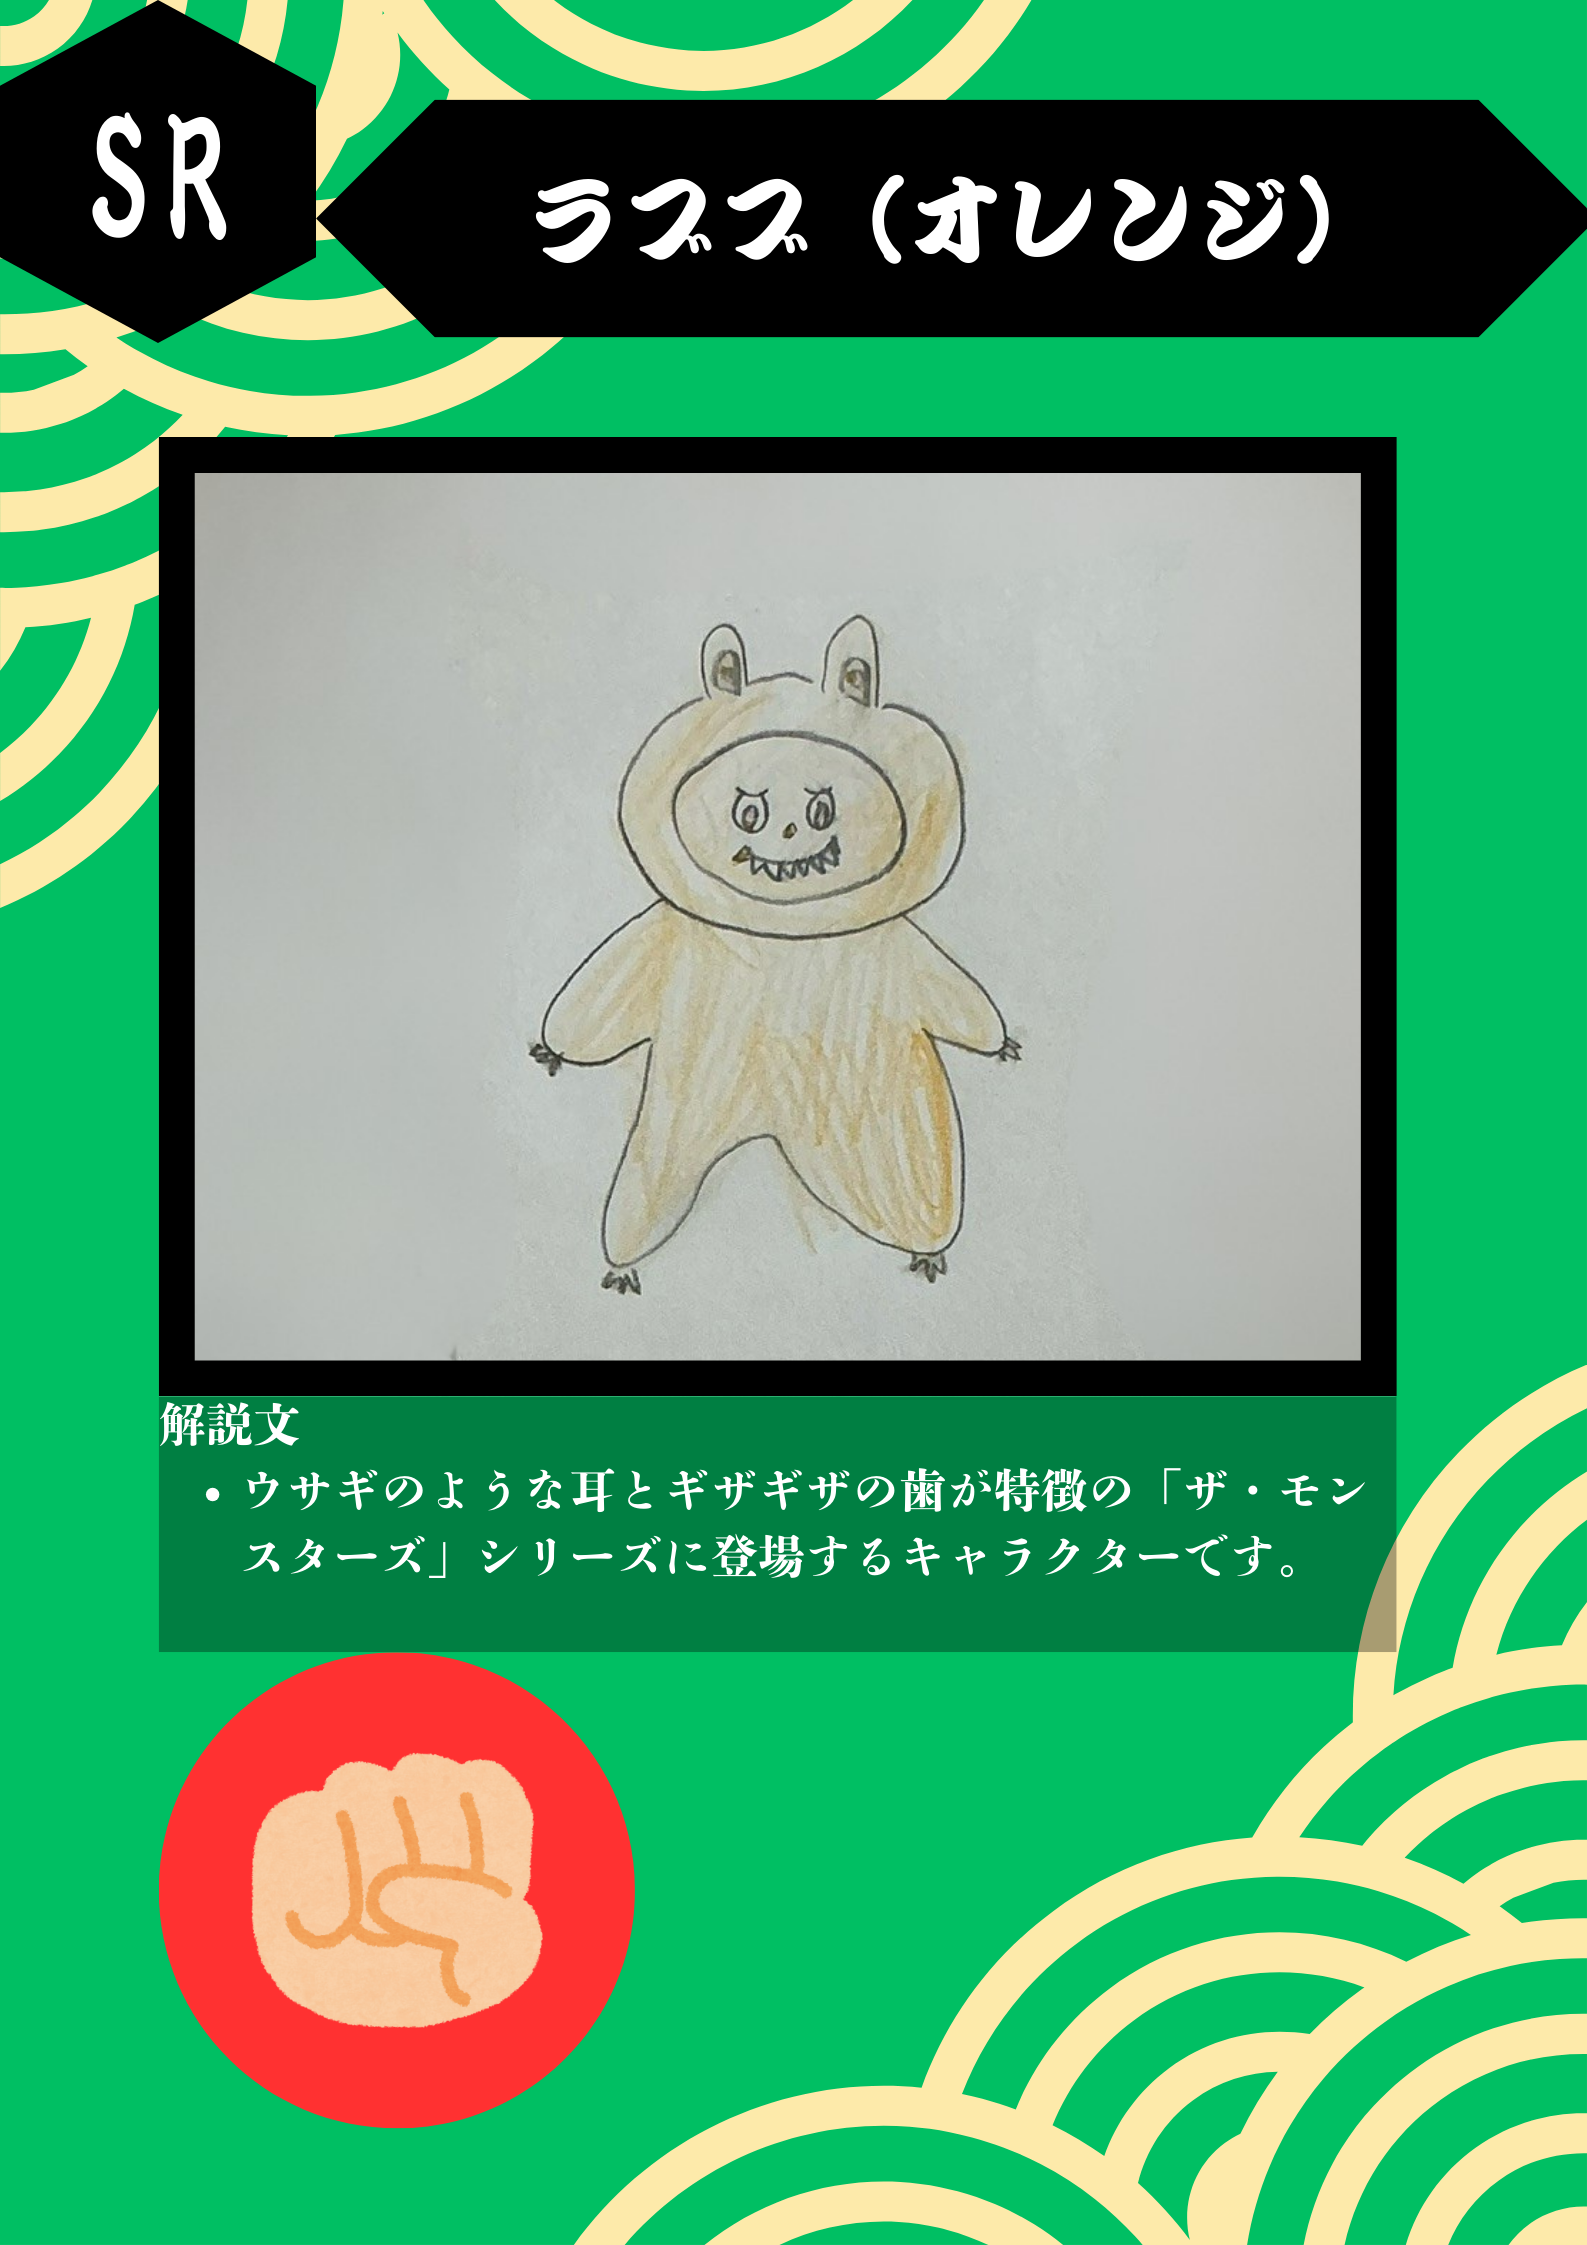 SR
ラブブ（オレンジ）
解説文
• ウサギのような耳とギザギザの歯が特徴の「ザ・モン
スターズ」シリーズに登場するキャラクターです。